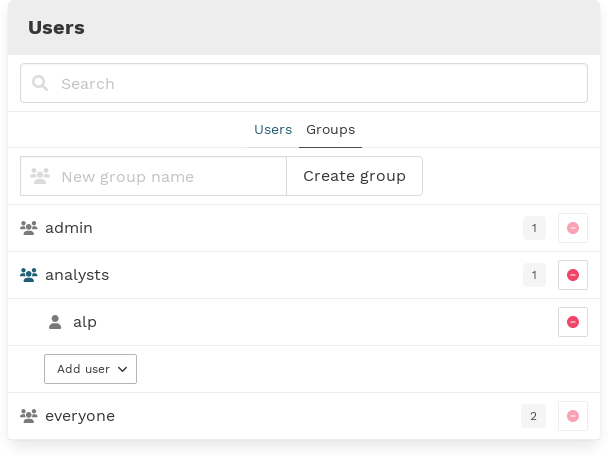 Users
Search
Users Groups
New group name Create group
admin 1
analysts 1
alp
Add user
everyone 2